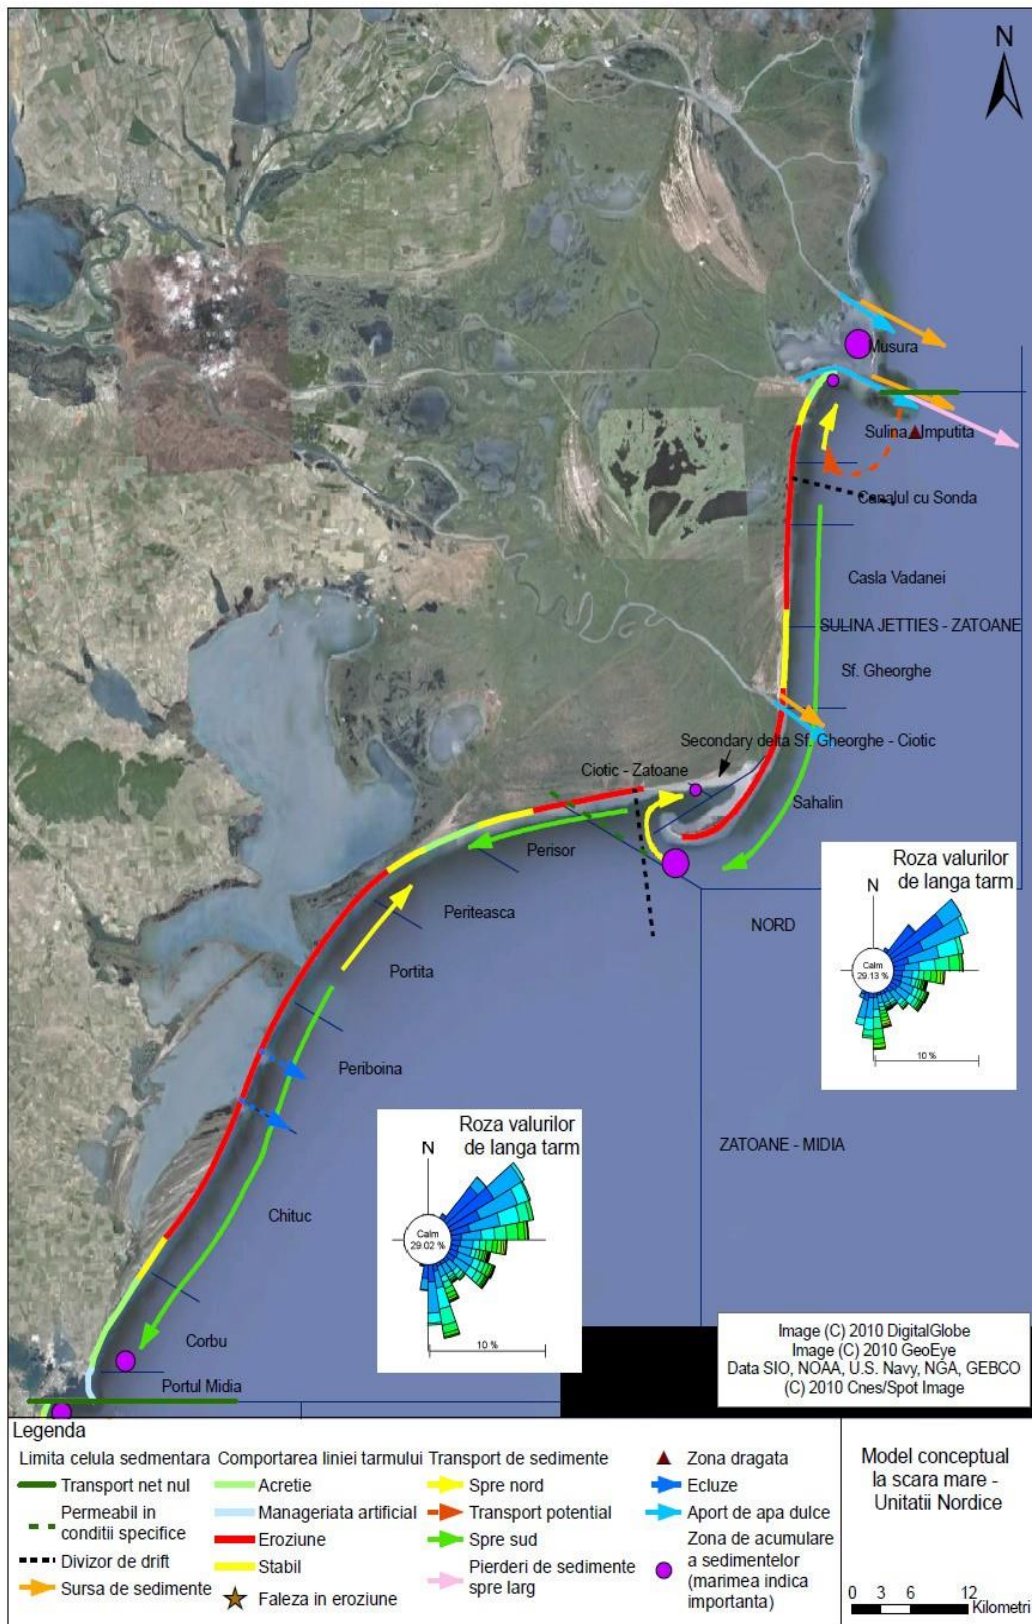 N
Musura
Sulina Imputita
Canalul cu Sonda
Casla Vadanei
SULINA JETTIES - ZATOANE
Sf. Gheorghe
Secondary delta Sf. Gheorghe - Ciotic
Ciotic - Zatoane
Sahalin
Perisor
Periteasca
NORD
Portita
Periboina
ZATOANE - MIDIA
Chituc
Corbu
Portul Midia
Roza valurilor
de langa tarm
N
Calm
29.13 %
10 %
Roza valurilor
de langa tarm
N
Calm
29.02 %
10 %
Image (C) 2010 DigitalGlobe
Image (C) 2010 GeoEye
Data SIO, NOAA, U.S. Navy, NGA, GEBCO
(C) 2010 Cnes/Spot Image
Legenda
Limita celula sedmentara
Transport net nul
Permeabil in
conditii specifice
Divizor de drift
Sursa de sedimente
Comportarea liniei tarmului
Acretie
Manageriata artificial
Eroziune
Stabil
Faleza in eroziune
Transport de sedimente
Spre nord
Transport potential
Spre sud
Pierderi de sedimente
spre larg
Zona dragata
Ecluze
Aport de apa dulce
Zona de acumulare
a sedimentelor
(marimea indica
importanta)
Model conceptual
la scara mare -
Unitatii Nordice
0 3 6 12
Kilometri